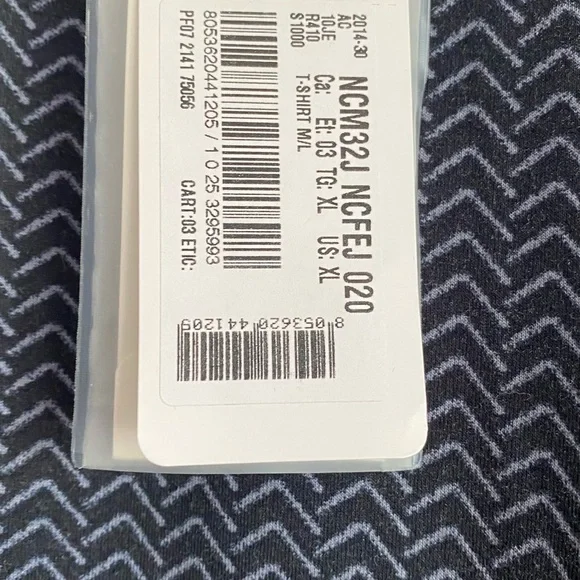 2014-30
AC
10JE
R410
S1000
NCM32J NCFEJ 020
Ca: Et: 03 TG: XL US: XL
T-SHIRT M/L
8053620441205 / 1 0 25 3295993
PF07 2141 75056
CART:03 ETIC:
8 053620 441205